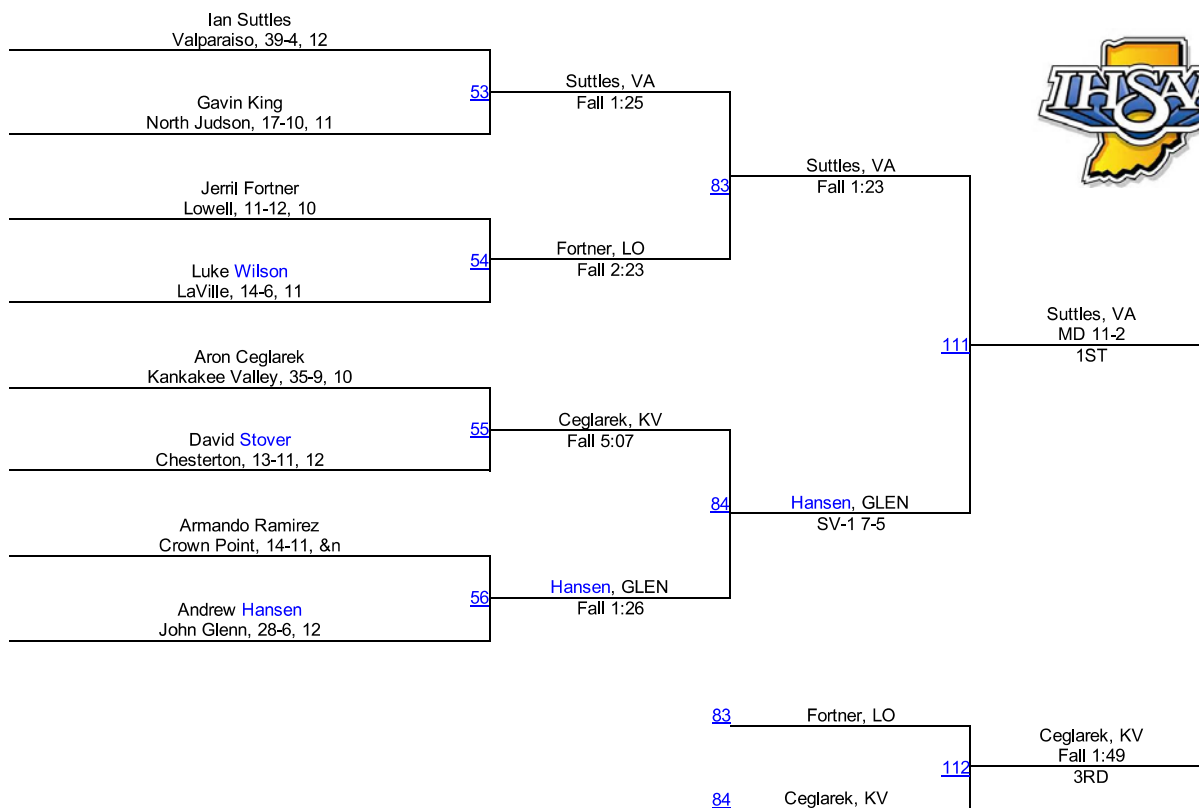 Ian Suttles
Valparaiso, 39-4, 12
53
Suttles, VA
Fall 1:25
Gavin King
North Judson, 17-10, 11
83
Suttles, VA
Fall 1:23
Jerril Fortner
Lowell, 11-12, 10
54
Fortner, LO
Fall 2:23
Luke Wilson
LaVille, 14-6, 11
111
Suttles, VA
MD 11-2
1ST
Aron Ceglarek
Kankakee Valley, 35-9, 10
55
Ceglarek, KV
Fall 5:07
David Stover
Chesterton, 13-11, 12
84
Hansen, GLEN
SV-1 7-5
Armando Ramirez
Crown Point, 14-11, &n
56
Hansen, GLEN
Fall 1:26
Andrew Hansen
John Glenn, 28-6, 12
83
Fortner, LO
112
Ceglarek, KV
Fall 1:49
3RD
84
Ceglarek, KV
IHSAA